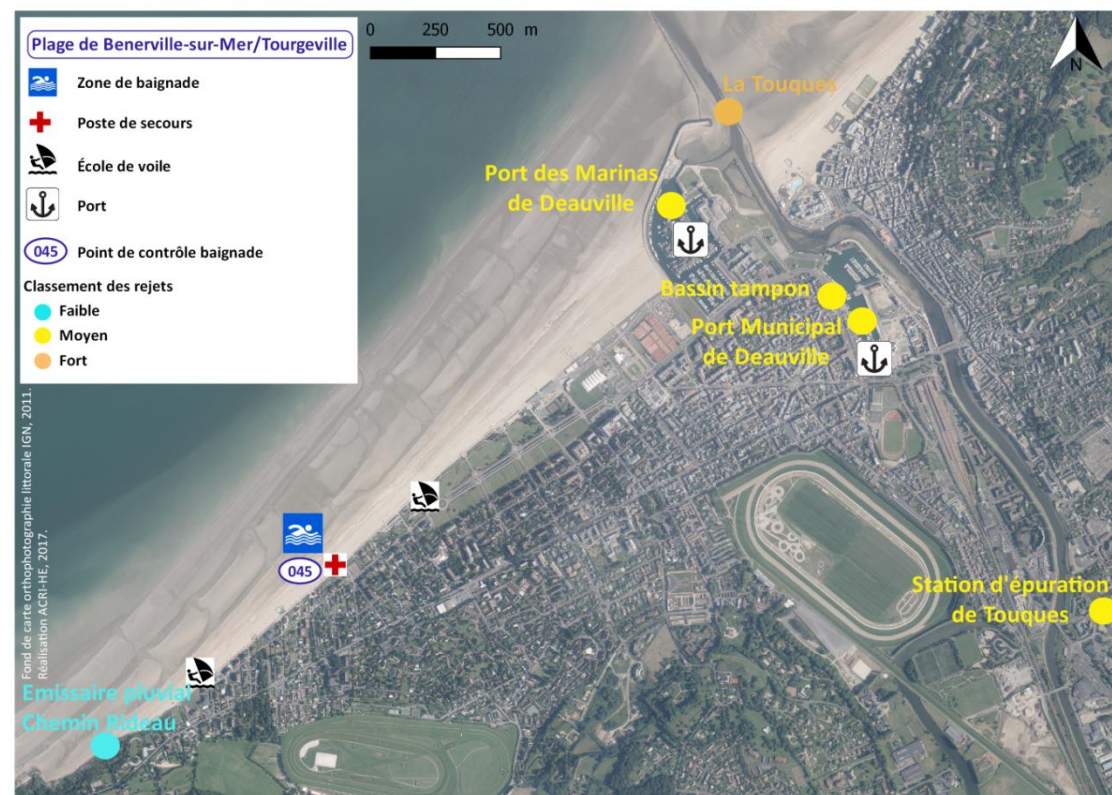 Plage de Benerville-sur-Mer/Tourgeville
Zone de baignade
Poste de secours
École de voile
Port
045 Point de contrôle baignade
Classement des rejets
Faible
Moyen
Fort
0 250 500 m
N
La Touques
Port des Marinas
de Deauville
Bassin tampon
Port Municipal
de Deauville
045
Station d'épuration
de Touques
Emissaire pluvial
Chemin Rideau
Fond de carte orthophotographie littorale IGN, 2011.
Réalisation ACRI-HE, 2017.